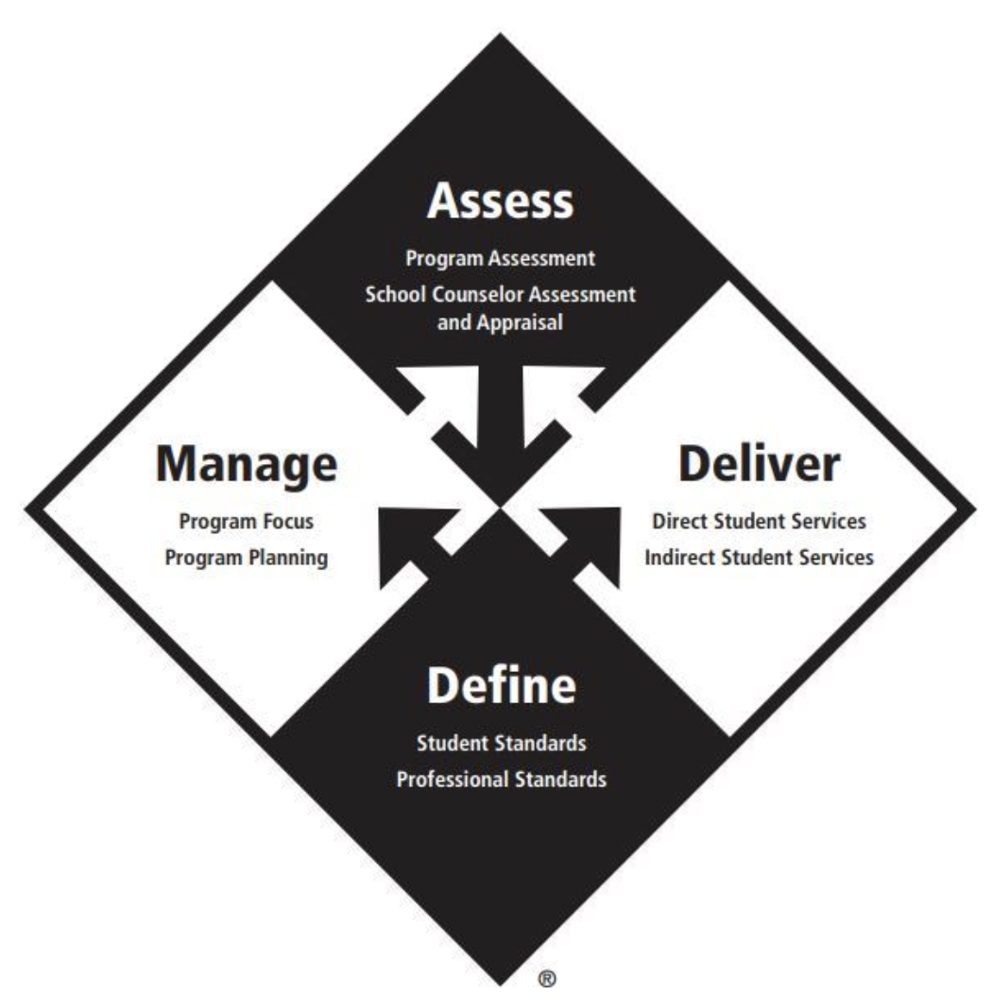 Assess
Program Assessment
School Counselor Assessment
and Appraisal
Manage
Program Focus
Program Planning
Deliver
Direct Student Services
Indirect Student Services
Define
Student Standards
Professional Standards
®